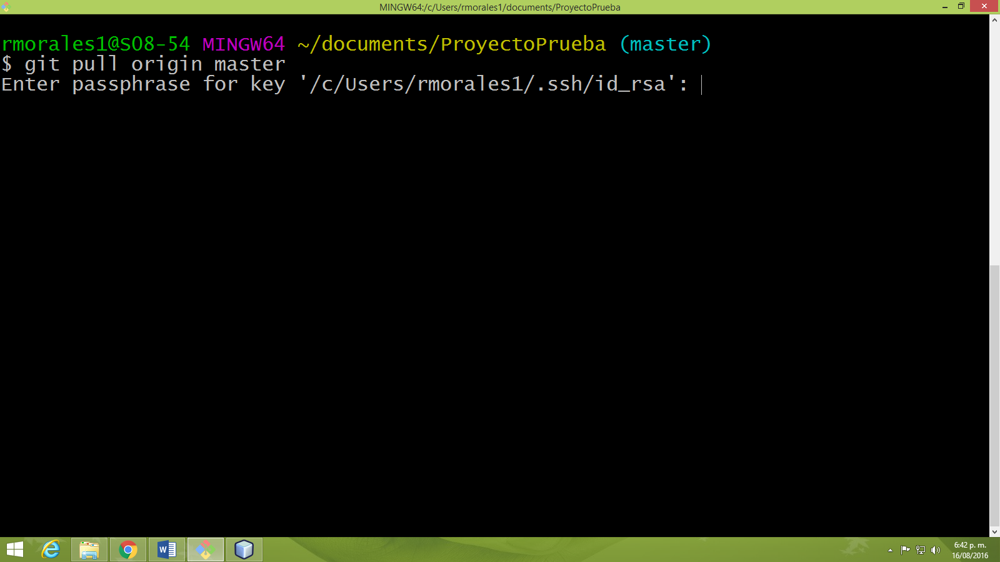 MINGW64:/c/Users/rmorales1/documents/ProyectoPrueba
rmorales1@S08-54 MINGW64 ~/documents/ProyectoPrueba (master)
$ git pull origin master
Enter passphrase for key '/c/Users/rmorales1/.ssh/id_rsa':
6:42 p. m.
16/08/2016